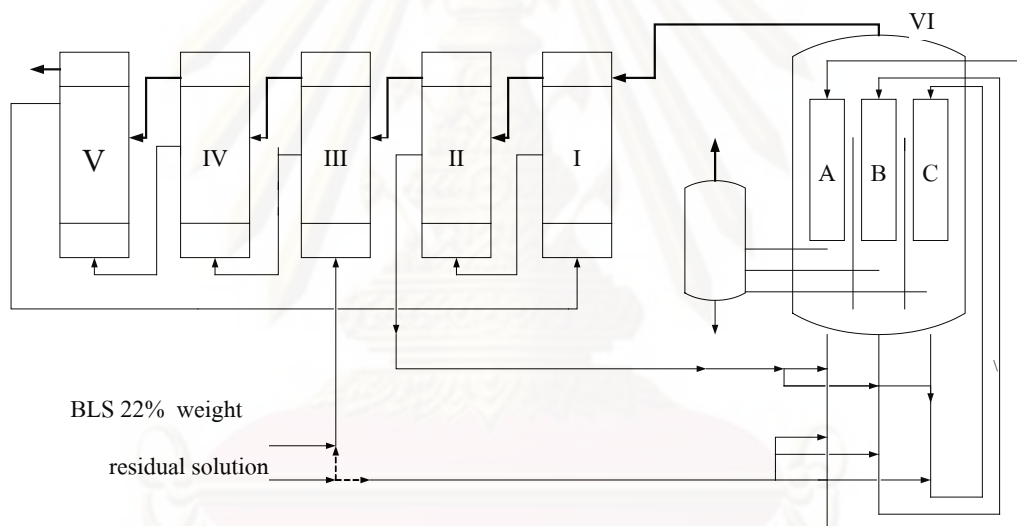 VI
V
IV
III
II
I
A
B
C
\
BLS 22% weight
residual solution